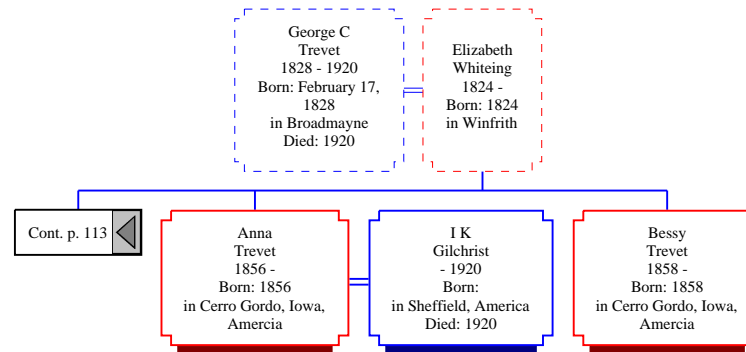 George C
Trevet
1828 - 1920
Born: February 17,
1828
in Broadmayne
Died: 1920
Elizabeth
Whiteing
1824 -
Born: 1824
in Winfrith
Cont. p. 113
Anna
Trevet
1856 -
Born: 1856
in Cerro Gordo, Iowa,
Amercia
I K
Gilchrist
- 1920
Born:
in Sheffield, America
Died: 1920
Bessy
Trevet
1858 -
Born: 1858
in Cerro Gordo, Iowa,
Amercia